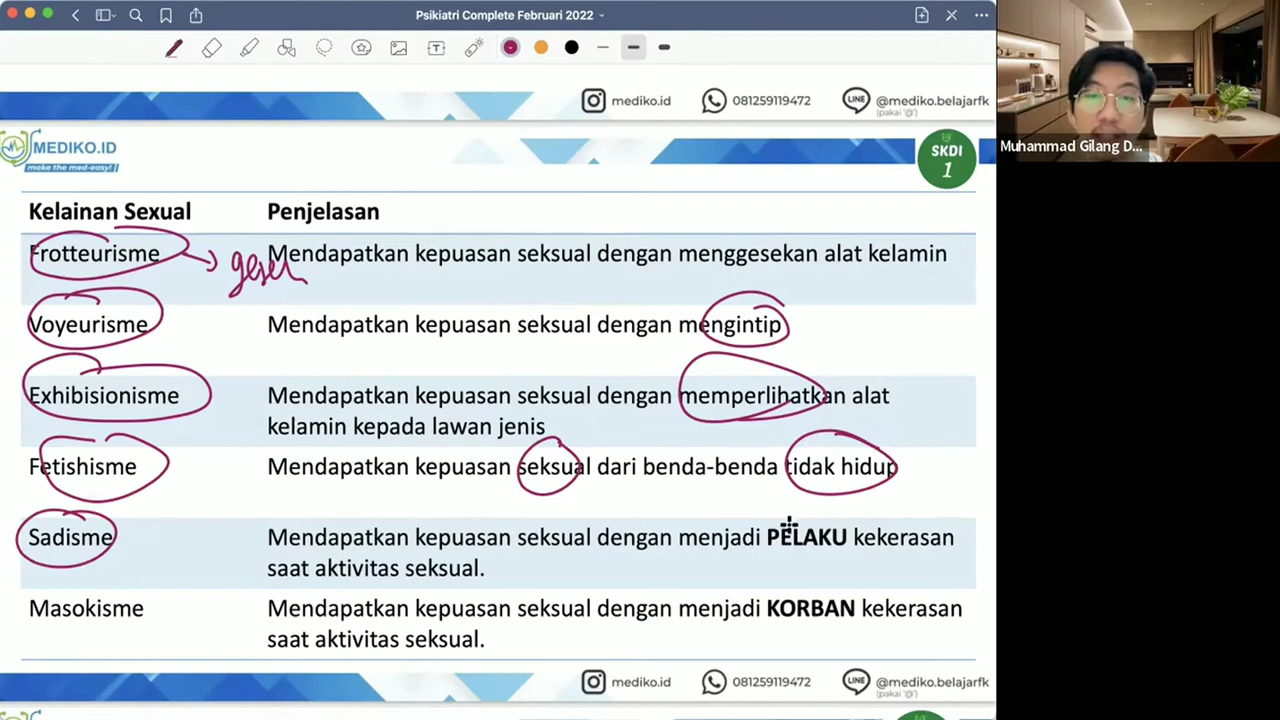 Psikiatri Complete Februari 2022
mediko.id 081259119472 @mediko.belajarfk
(pakai '@')
MEDIKO.ID
make the med-easy!
SKDI
1
Muhammad Gilang D...
Kelainan Sexual Penjelasan
Frotteurisme Mendapatkan kepuasan seksual dengan menggesekan alat kelamin
gesek
Voyeurisme Mendapatkan kepuasan seksual dengan mengintip
Exhibisionisme Mendapatkan kepuasan seksual dengan memperlihatkan alat
kelamin kepada lawan jenis
Fetishisme Mendapatkan kepuasan seksual dari benda-benda tidak hidup
Sadisme Mendapatkan kepuasan seksual dengan menjadi PELAKU kekerasan
saat aktivitas seksual.
Masokisme Mendapatkan kepuasan seksual dengan menjadi KORBAN kekerasan
saat aktivitas seksual.
mediko.id 081259119472 @mediko.belajarfk
(pakai '@')